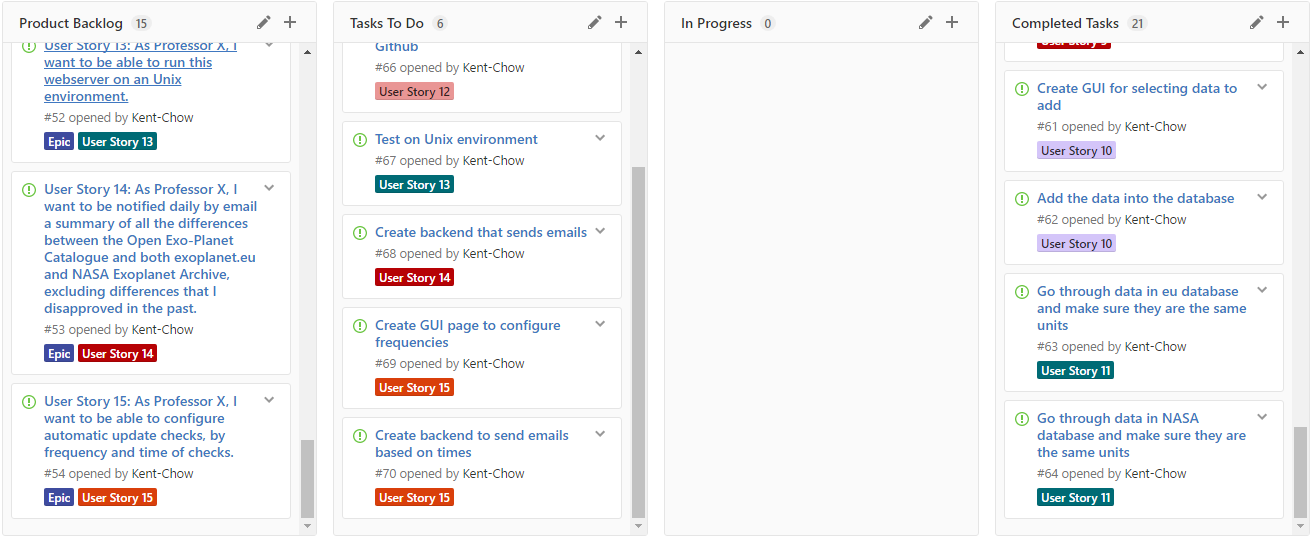 Product Backlog 15
User Story 13: As Professor X, I
want to be able to run this
webserver on an Unix
environment.
#52 opened by Kent-Chow
Epic User Story 13
User Story 14: As Professor X, I
want to be notified daily by email
a summary of all the differences
between the Open Exo-Planet
Catalogue and both exoplanet.eu
and NASA Exoplanet Archive,
excluding differences that I
disapproved in the past.
#53 opened by Kent-Chow
Epic User Story 14
User Story 15: As Professor X, I
want to be able to configure
automatic update checks, by
frequency and time of checks.
#54 opened by Kent-Chow
Epic User Story 15
Tasks To Do 6
Github
#66 opened by Kent-Chow
User Story 12
Test on Unix environment
#67 opened by Kent-Chow
User Story 13
Create backend that sends emails
#68 opened by Kent-Chow
User Story 14
Create GUI page to configure
frequencies
#69 opened by Kent-Chow
User Story 15
Create backend to send emails
based on times
#70 opened by Kent-Chow
User Story 15
In Progress 0
Completed Tasks 21
User Story 9
Create GUI for selecting data to
add
#61 opened by Kent-Chow
User Story 10
Add the data into the database
#62 opened by Kent-Chow
User Story 10
Go through data in eu database
and make sure they are the same
units
#63 opened by Kent-Chow
User Story 11
Go through data in NASA
database and make sure they are
the same units
#64 opened by Kent-Chow
User Story 11